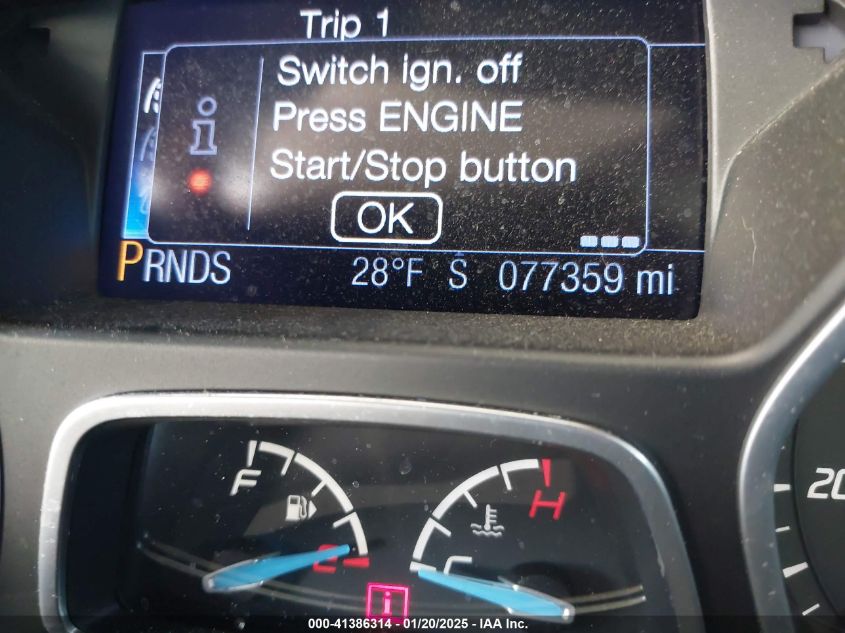 Trip 1
Switch ign. off
Press ENGINE
Start/Stop button
OK
PRNDS 28°F S 077359 mi
F H
20
E C
000-41386314 - 01/20/2025 - IAA Inc.